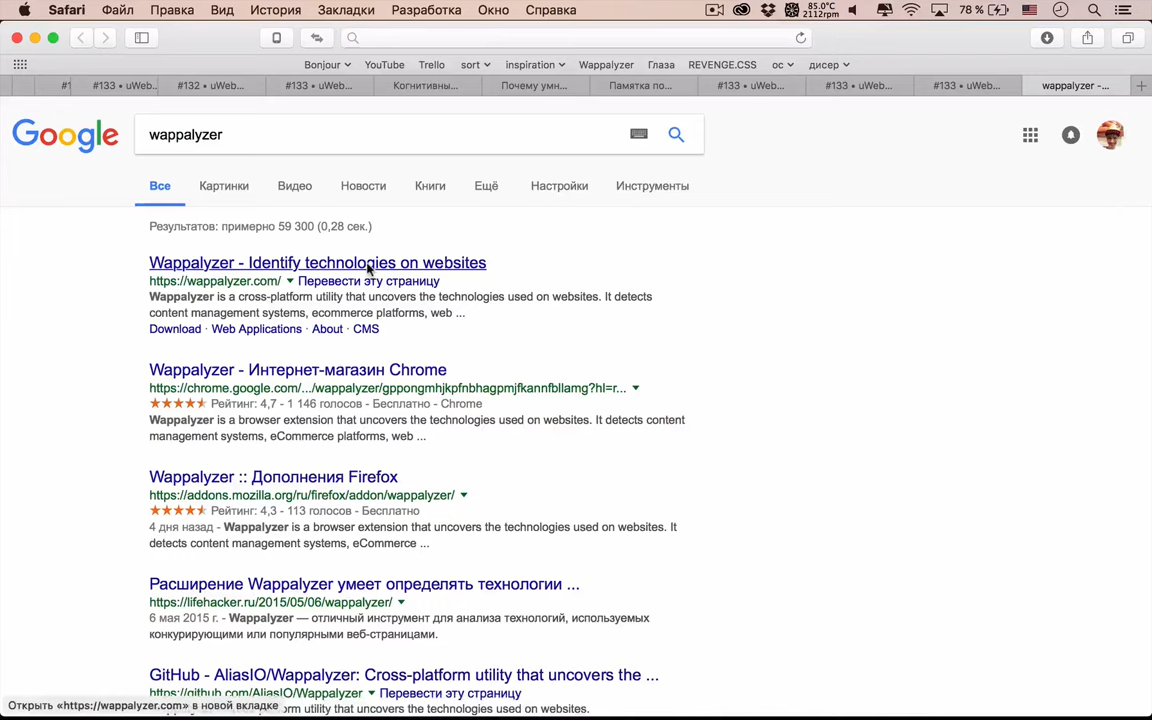 Safari Файл Правка Вид История Закладки Разработка Окно Справка 85.0°C 2112rpm 78 %
Bonjour YouTube Trello sort inspiration Wappalyzer Глаза REVENGE.CSS ос дисер
#1 #133 • uWeb... #132 • uWeb... #133 • uWeb... Когнитивны... Почему умн... Памятка по... #133 • uWeb... #133 • uWeb... #133 • uWeb... wappalyzer -...
Google wappalyzer
Все Картинки Видео Новости Книги Ещё Настройки Инструменты
Результатов: примерно 59 300 (0,28 сек.)
Wappalyzer - Identify technologies on websites
https://wappalyzer.com/ Перевести эту страницу
Wappalyzer is a cross-platform utility that uncovers the technologies used on websites. It detects
content management systems, ecommerce platforms, web ...
Download · Web Applications · About · CMS
Wappalyzer - Интернет-магазин Chrome
https://chrome.google.com/.../wappalyzer/gppongmhjkpfnbhagpmjfkannfbllamg?hl=r...
Рейтинг: 4,7 - 1 146 голосов - Бесплатно - Chrome
Wappalyzer is a browser extension that uncovers the technologies used on websites. It detects content
management systems, eCommerce platforms, web ...
Wappalyzer :: Дополнения Firefox
https://addons.mozilla.org/ru/firefox/addon/wappalyzer/
Рейтинг: 4,3 - 113 голосов - Бесплатно
4 дня назад - Wappalyzer is a browser extension that uncovers the technologies used on websites. It
detects content management systems, eCommerce ...
Расширение Wappalyzer умеет определять технологии ...
https://lifehacker.ru/2015/05/06/wappalyzer/
6 мая 2015 г. - Wappalyzer — отличный инструмент для анализа технологий, используемых
конкурирующими или популярными веб-страницами.
GitHub - AliasIO/Wappalyzer: Cross-platform utility that uncovers the ...
https://github.com/AliasIO/Wappalyzer Перевести эту страницу
Открыть «https://wappalyzer.com» в новой вкладке
utility that uncovers the technologies used on websites.